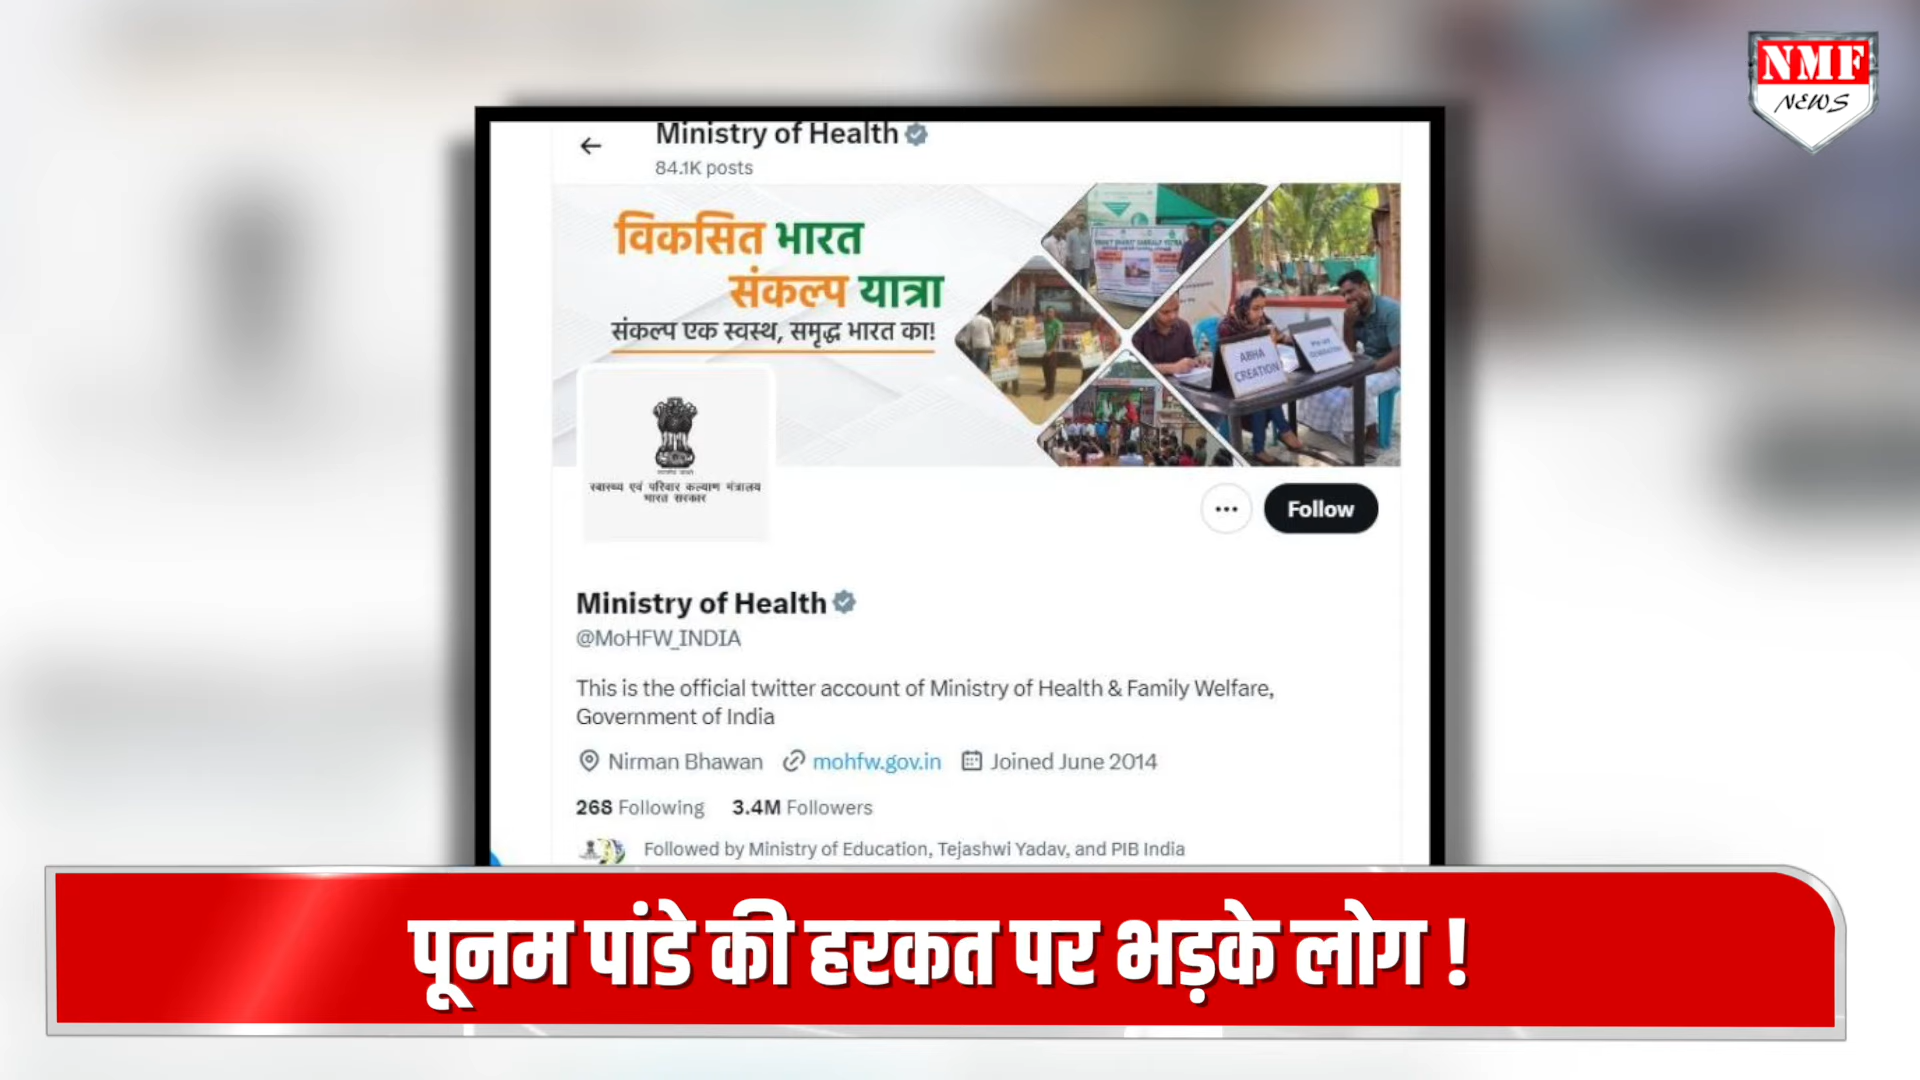 NMF
NEWS
Ministry of Health
84.1K posts
विकसित भारत
संकल्प यात्रा
संकल्प एक स्वस्थ, समृद्ध भारत का!
ABHA
CREATION
स्वास्थ्य एवं परिवार कल्याण मंत्रालय
भारत सरकार
Follow
Ministry of Health
@MoHFW_INDIA
This is the official twitter account of Ministry of Health & Family Welfare,
Government of India
Nirman Bhawan mohfw.gov.in Joined June 2014
268 Following 3.4M Followers
Followed by Ministry of Education, Tejashwi Yadav, and PIB India
पूनम पांडे की हरकत पर भड़के लोग !